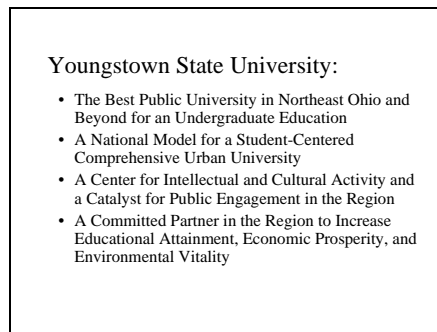 Youngstown State University:
• The Best Public University in Northeast Ohio and
Beyond for an Undergraduate Education
• A National Model for a Student-Centered
Comprehensive Urban University
• A Center for Intellectual and Cultural Activity and
a Catalyst for Public Engagement in the Region
• A Committed Partner in the Region to Increase
Educational Attainment, Economic Prosperity, and
Environmental Vitality